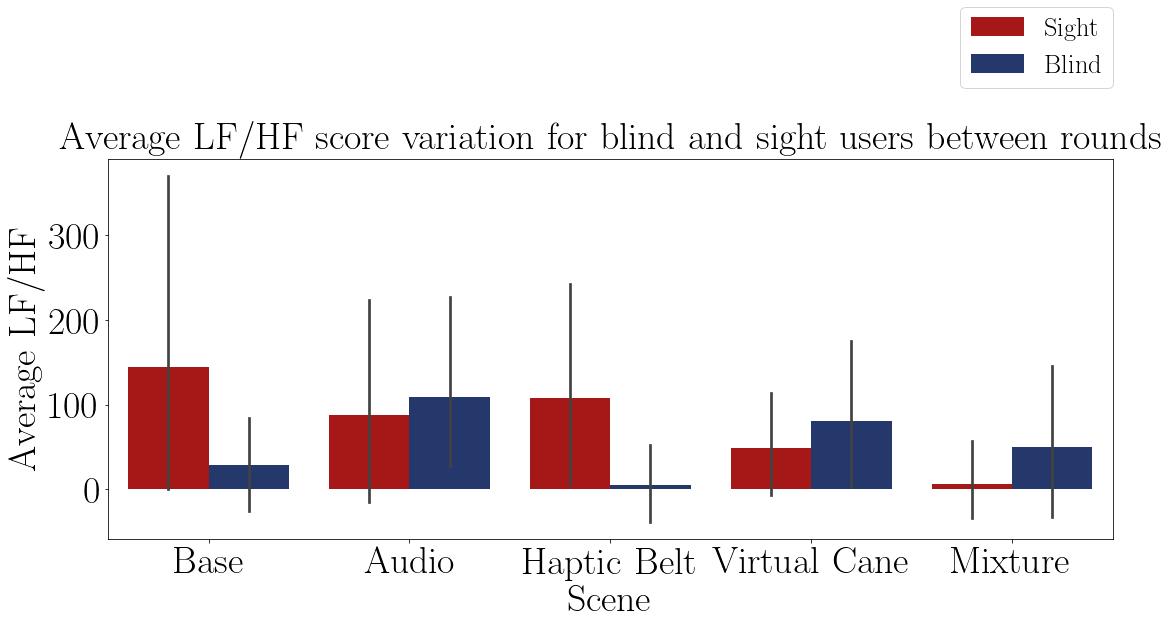 Sight
Blind
Average LF/HF score variation for blind and sight users between rounds
Average LF/HF
300
200
100
0
Base Audio Haptic Belt Virtual Cane Mixture
Scene